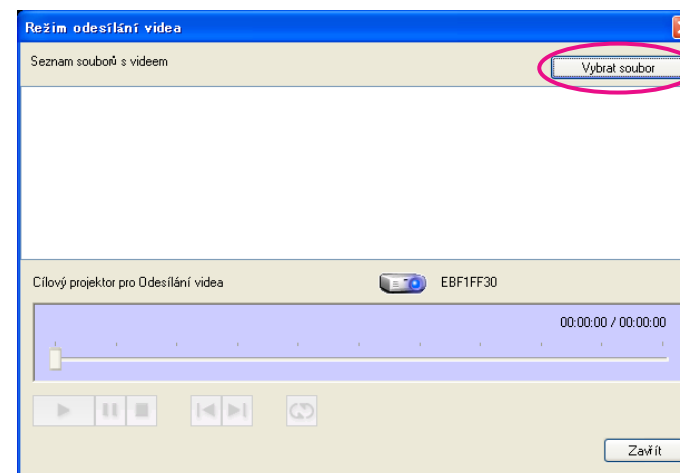 Režim odesílání videa
Seznam souborů s videem
Vybrat soubor
Cílový projektor pro Odesílání videa
EBF1FF30
00:00:00 / 00:00:00
Zavřít